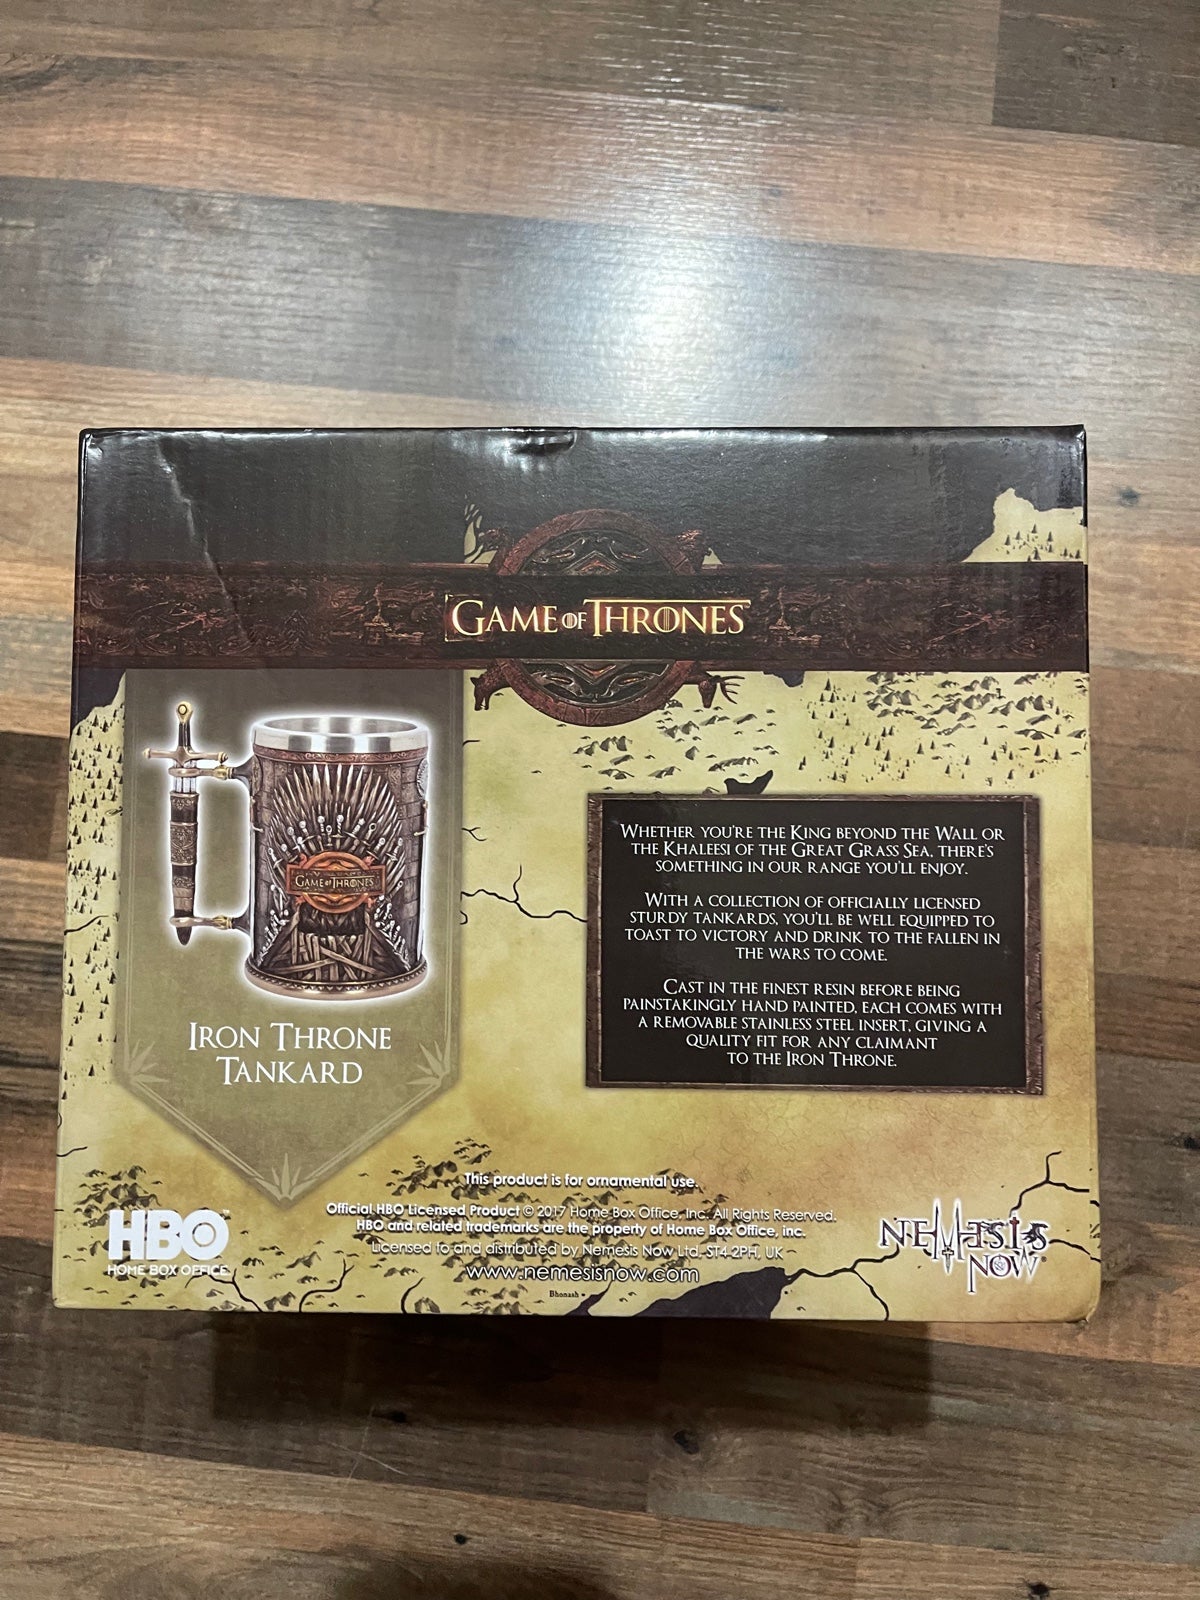 GAME OF THRONES
GAME OF THRONES
IRON THRONE
TANKARD
WHETHER YOU'RE THE KING BEYOND THE WALL OR
THE KHALEESI OF THE GREAT GRASS SEA, THERE'S
SOMETHING IN OUR RANGE YOU'LL ENJOY.
WITH A COLLECTION OF OFFICIALLY LICENSED
STURDY TANKARDS, YOU'LL BE WELL EQUIPPED TO
TOAST TO VICTORY AND DRINK TO THE FALLEN IN
THE WARS TO COME.
CAST IN THE FINEST RESIN BEFORE BEING
PAINSTAKINGLY HAND PAINTED, EACH COMES WITH
A REMOVABLE STAINLESS STEEL INSERT, GIVING A
QUALITY FIT FOR ANY CLAIMANT
TO THE IRON THRONE.
This product is for ornamental use.
Official HBO Licensed Product © 2017 Home Box Office, Inc. All Rights Reserved.
HBO and related trademarks are the property of Home Box Office, Inc.
Licensed to and distributed by Nemesis Now Ltd, ST4 2PH, UK
www.nemesisnow.com
Bhonash
HBO™
HOME BOX OFFICE
NEMESIS
NOW®